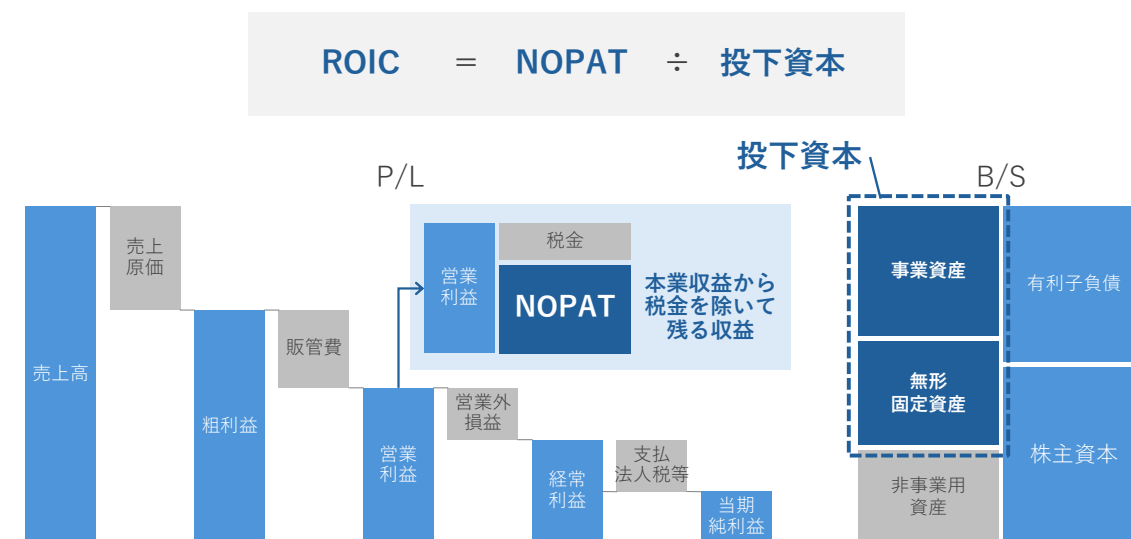 ROIC = NOPAT ÷ 投下資本
投下資本
P/L
B/S
売上高
売上
原価
粗利益
販管費
営業
利益
営業
利益
税金
NOPAT
本業収益から
税金を除いて
残る収益
営業外
損益
経常
利益
支払
法人税等
当期
純利益
事業資産
無形
固定資産
非事業用
資産
有利子負債
株主資本